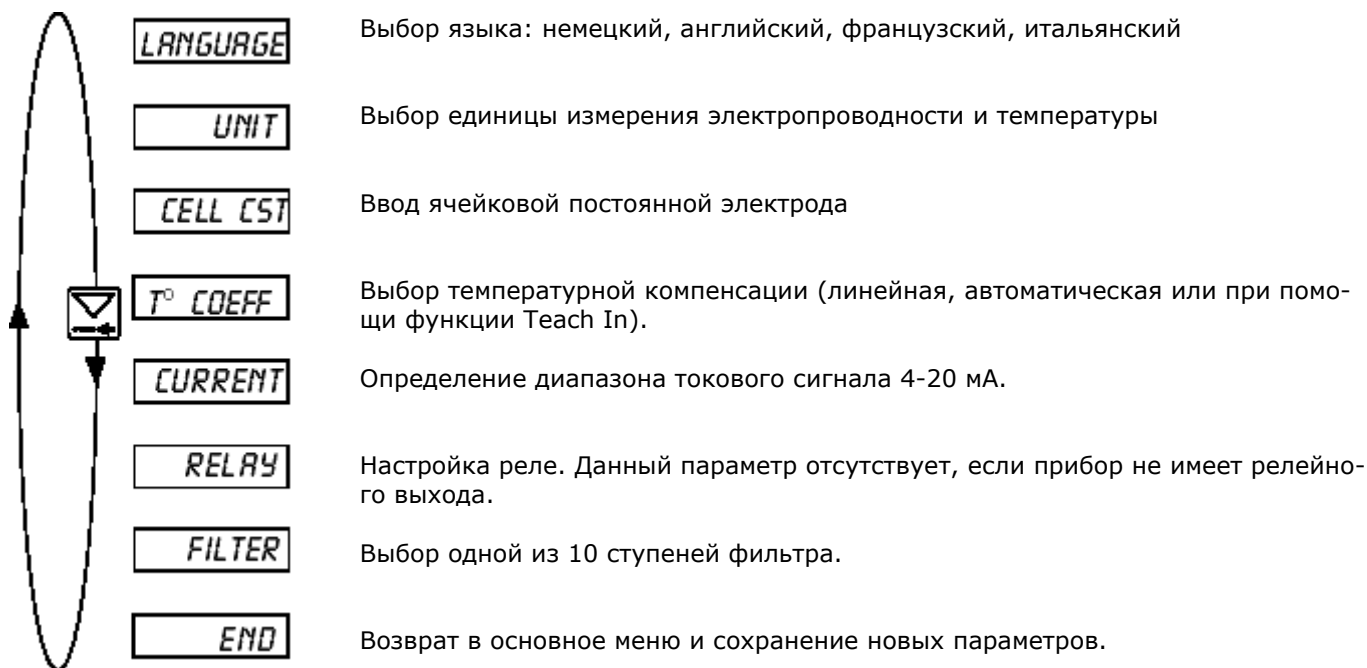 LANGUAGE
Выбор языка: немецкий, английский, французский, итальянский
UNIT
Выбор единицы измерения электропроводности и температуры
CELL CST
Ввод ячейковой постоянной электрода
T° COEFF
Выбор температурной компенсации (линейная, автоматическая или при помо-
щи функции Teach In).
CURRENT
Определение диапазона токового сигнала 4-20 мА.
RELAY
Настройка реле. Данный параметр отсутствует, если прибор не имеет релейно-
го выхода.
FILTER
Выбор одной из 10 ступеней фильтра.
END
Возврат в основное меню и сохранение новых параметров.